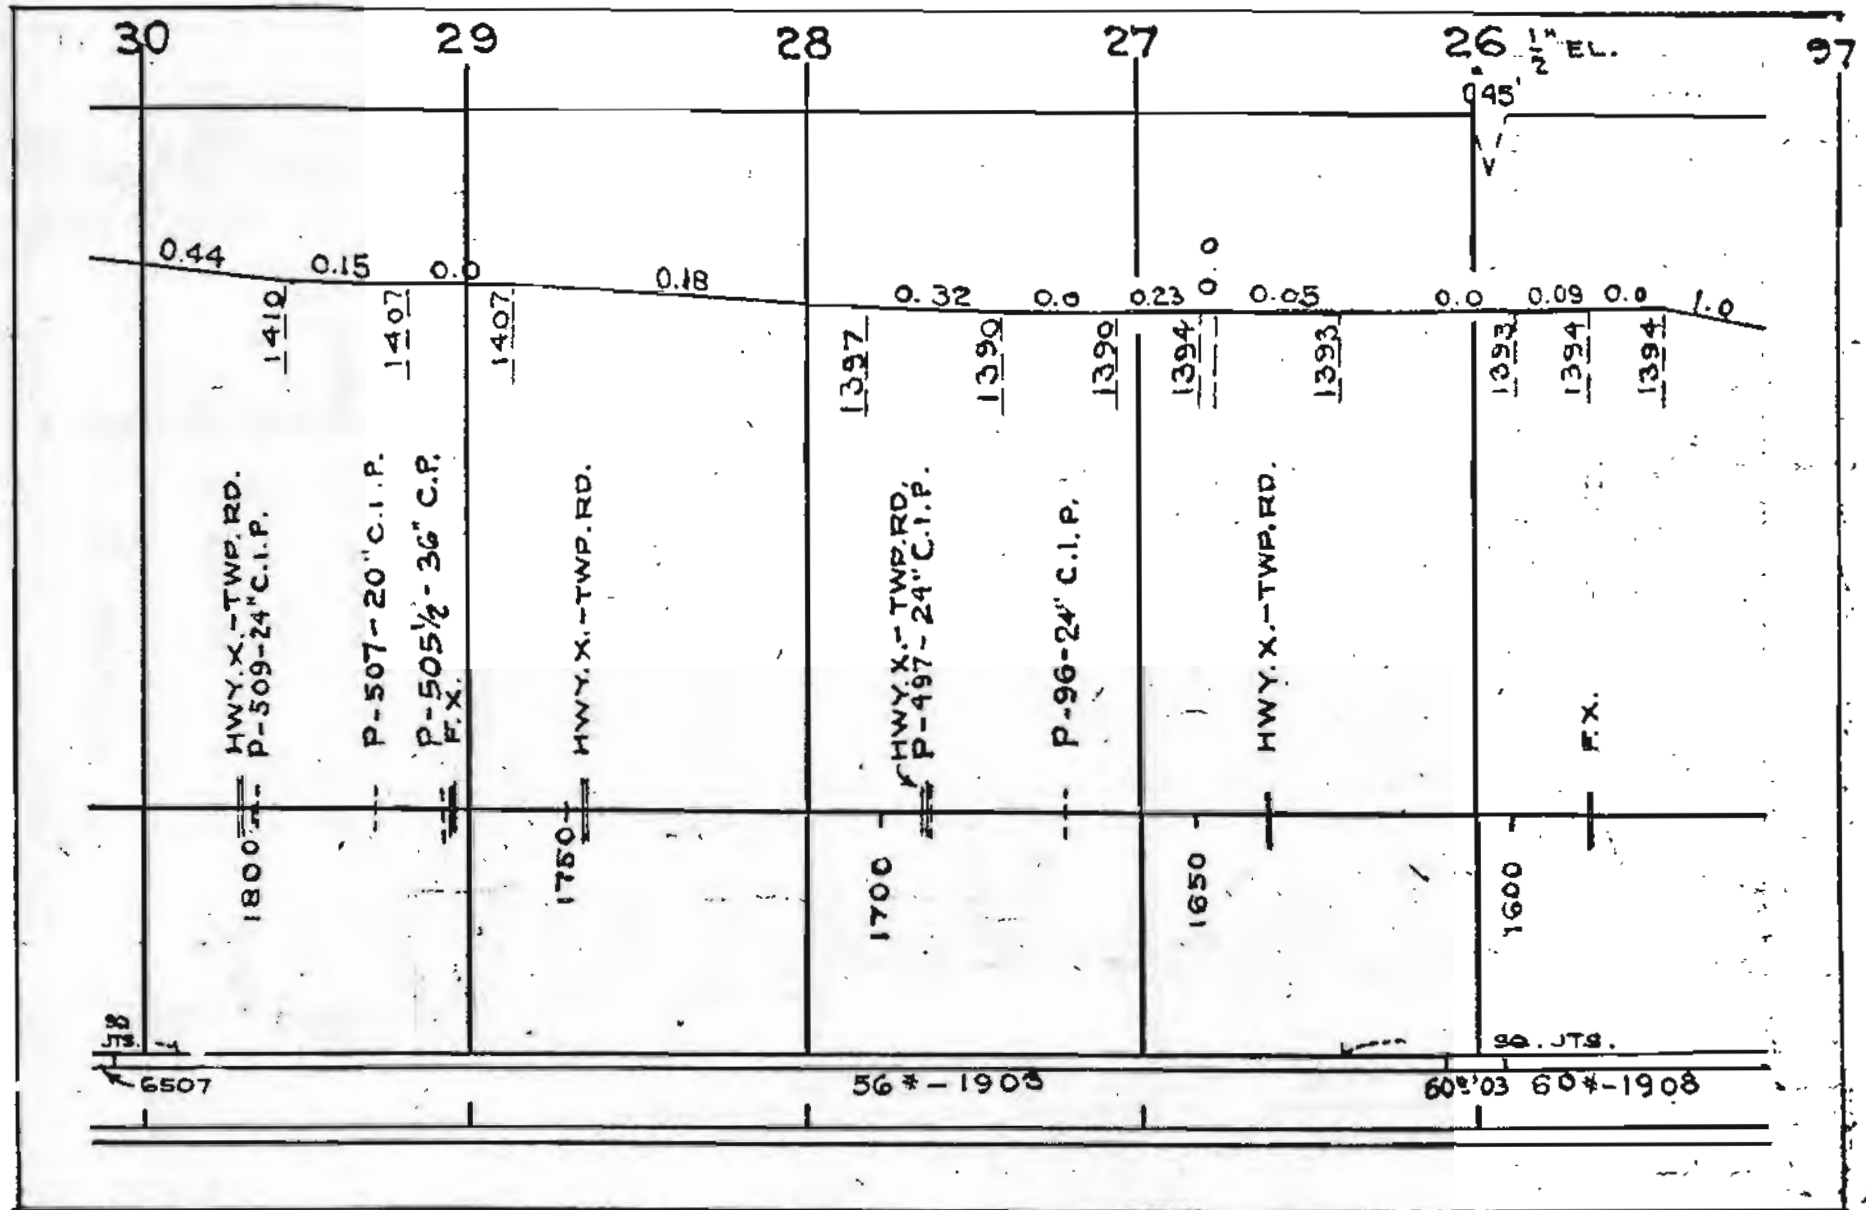 30 29 28 27 26 ½" EL. 97
0°45'
0.44 0.15 0.0 0.18 0.32 0.0 0.23 0.0 0.05 0.0 0.09 0.0 1.0
1410
1407
1407
1397
1390
1390
1394
1393
1393
1394
1394
HWY.X.-TWP.RD.
P-509-24"C.I.P.
P-507-20"C.I.P.
P-505½-36"C.P.
F.X.
HWY.X.-TWP.RD.
HWY.X.-TWP.RD.
P-497-24"C.I.P.
P-96-24"C.I.P.
HWY.X.-TWP.RD.
F.X.
1800
1750
1700
1650
1600
JTS.
SQ. JTS.
6507 56#-1908 60#'03 60#-1908